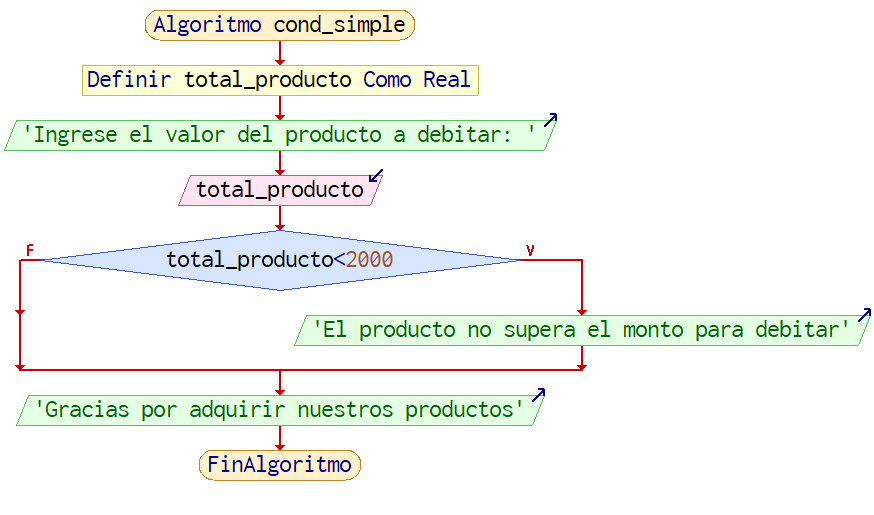 Algoritmo cond_simple
Definir total_producto Como Real
'Ingrese el valor del producto a debitar: '
total_producto
F
V
total_producto<2000
'El producto no supera el monto para debitar'
'Gracias por adquirir nuestros productos'
FinAlgoritmo